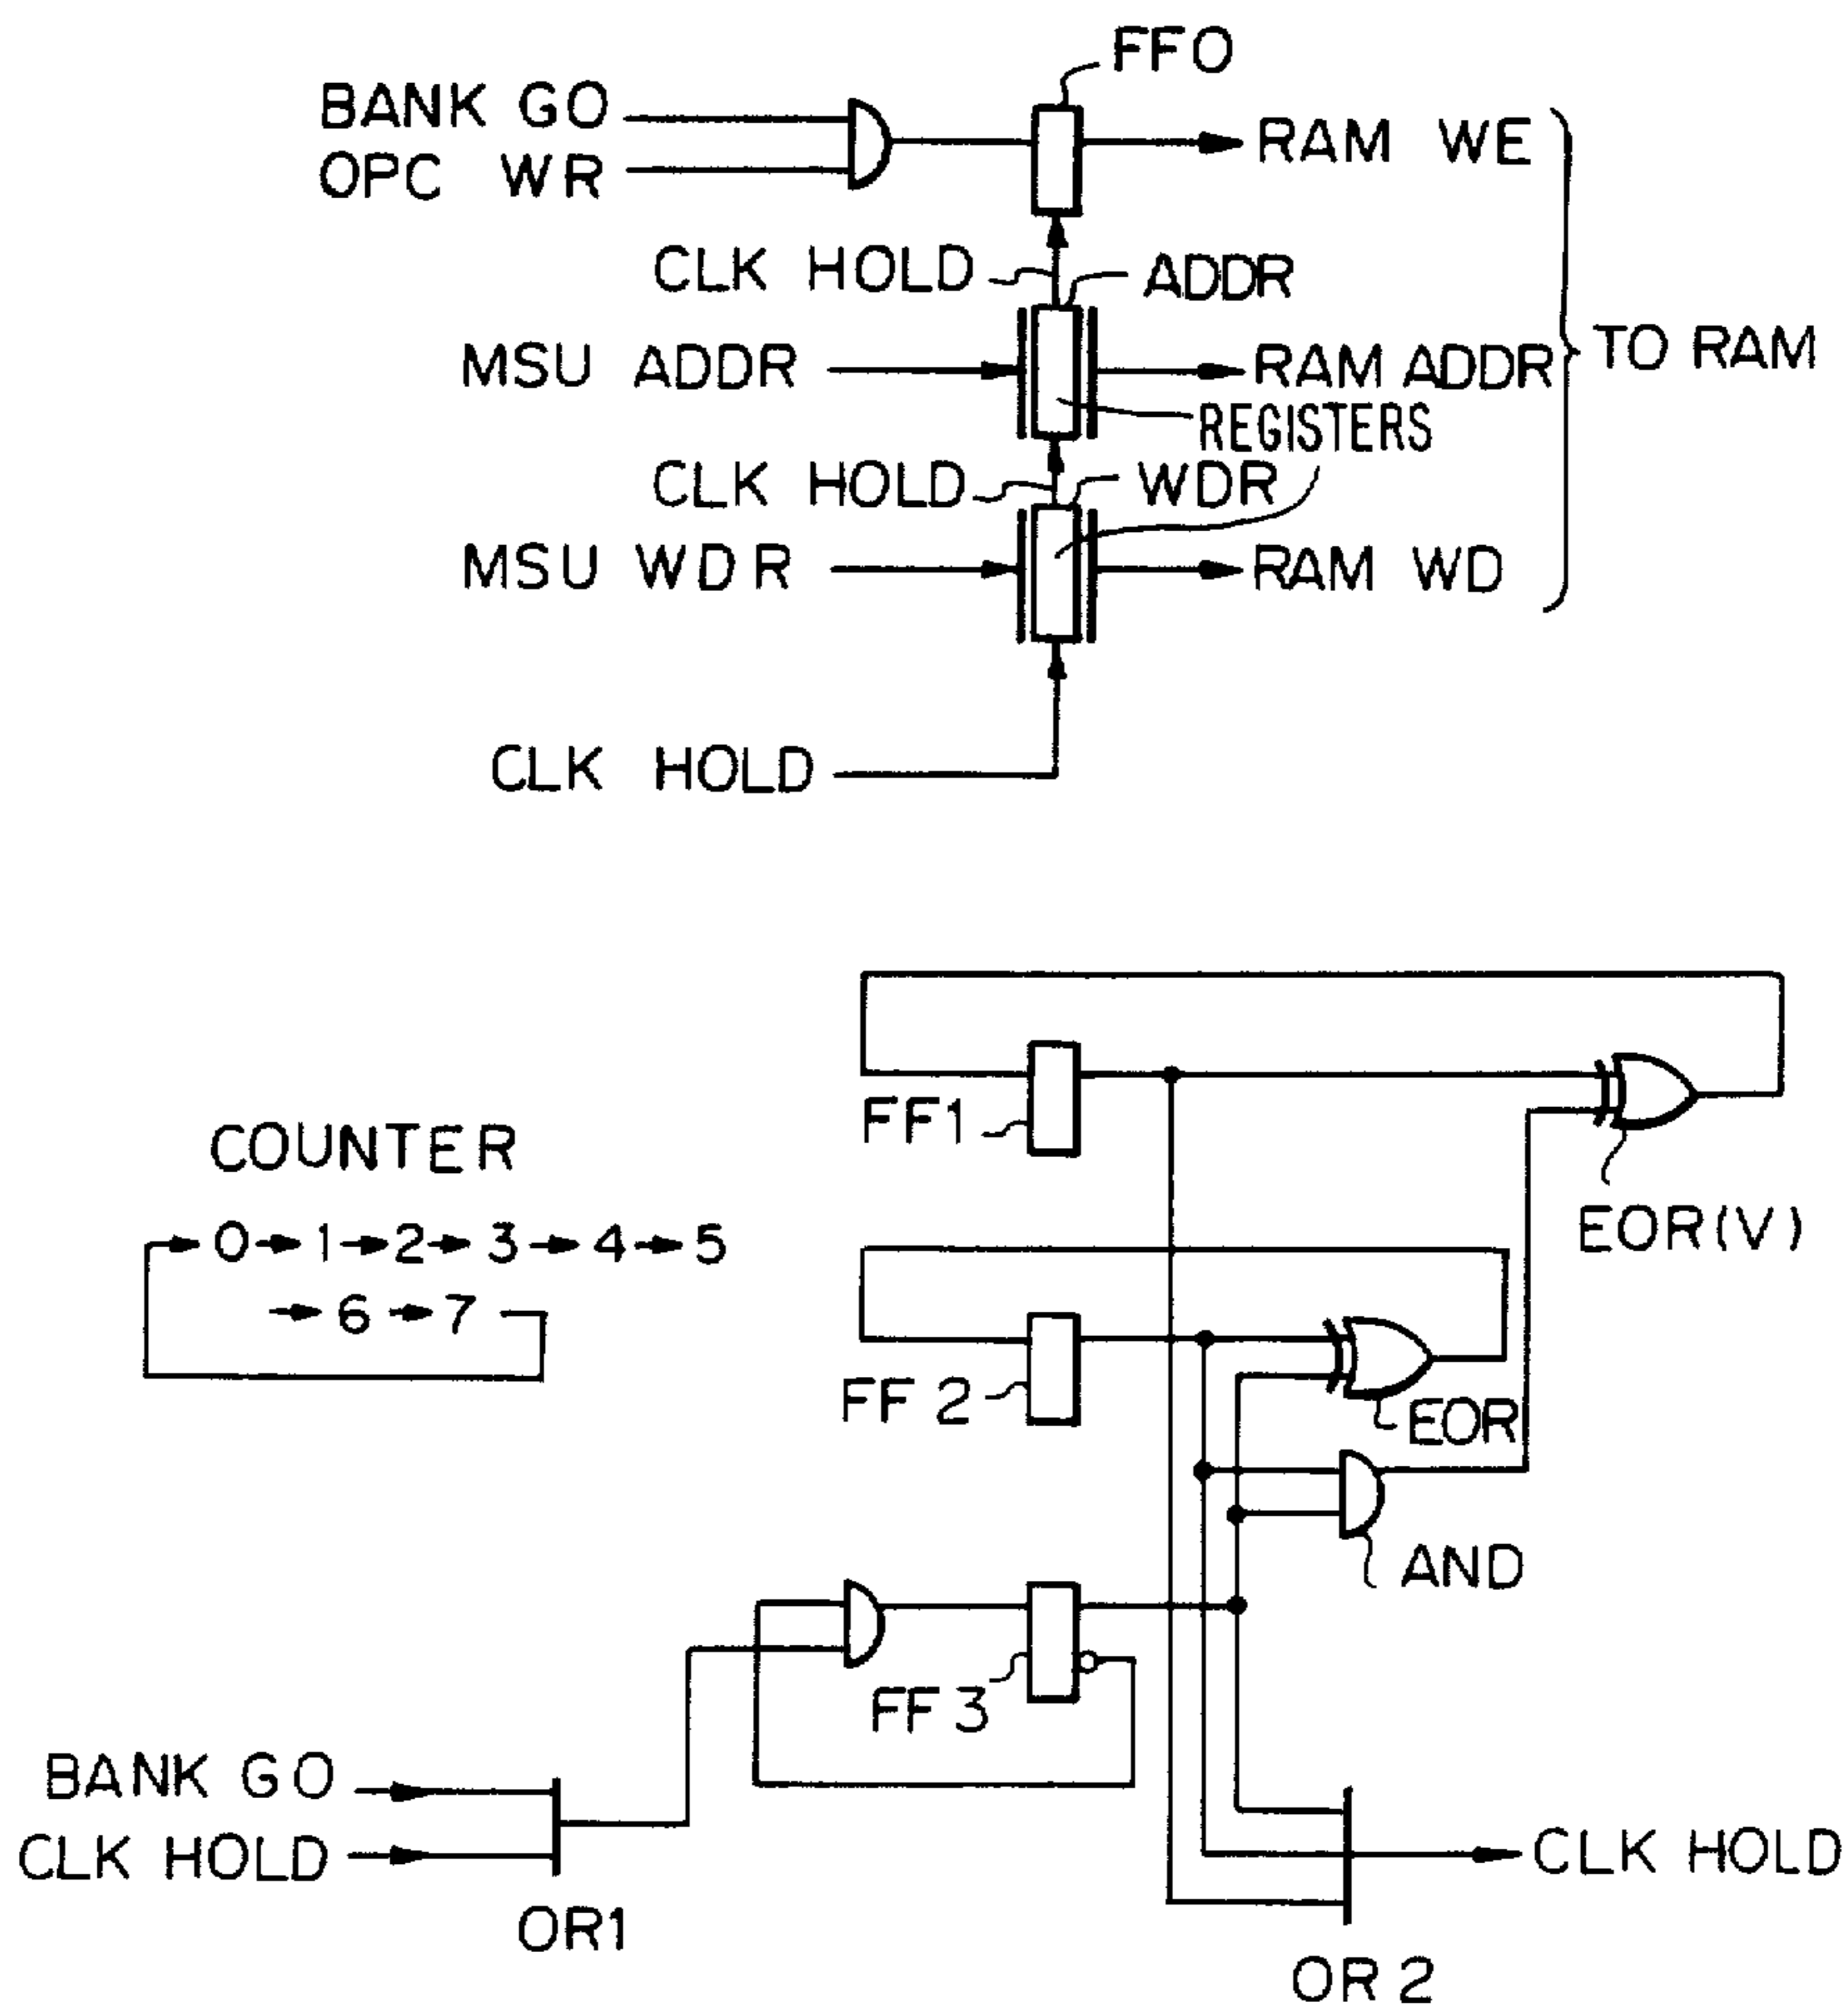 FFO
BANK GO
OPC WR
RAM WE
CLK HOLD
ADDR
MSU ADDR
RAM ADDR
TO RAM
REGISTERS
CLK HOLD
WDR
MSU WDR
RAM WD
CLK HOLD
FF1
COUNTER
EOR(V)
0 1 2 3 4 5
6 7
FF 2
EOR
AND
FF 3
BANK GO
CLK HOLD
CLK HOLD
OR1
OR 2